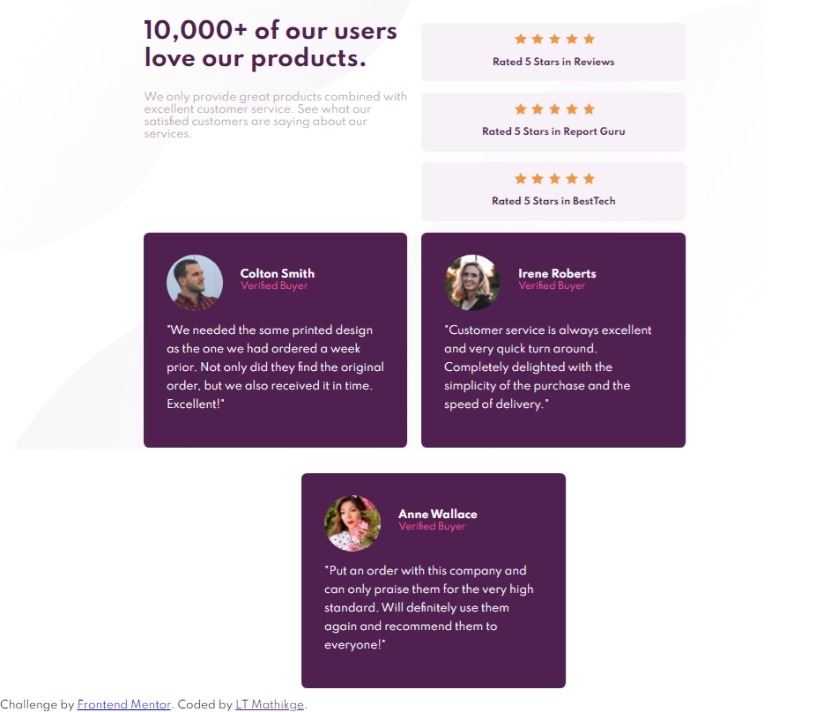 10,000+ of our users
love our products.
We only provide great products combined with
excellent customer service. See what our
satisfied customers are saying about our
services.
Rated 5 Stars in Reviews
Rated 5 Stars in Report Guru
Rated 5 Stars in BestTech
Colton Smith
Verified Buyer
"We needed the same printed design
as the one we had ordered a week
prior. Not only did they find the original
order, but we also received it in time.
Excellent!"
Irene Roberts
Verified Buyer
"Customer service is always excellent
and very quick turn around.
Completely delighted with the
simplicity of the purchase and the
speed of delivery."
Anne Wallace
Verified Buyer
"Put an order with this company and
can only praise them for the very high
standard. Will definitely use them
again and recommend them to
everyone!"
Challenge by Frontend Mentor. Coded by LT Mathikge.